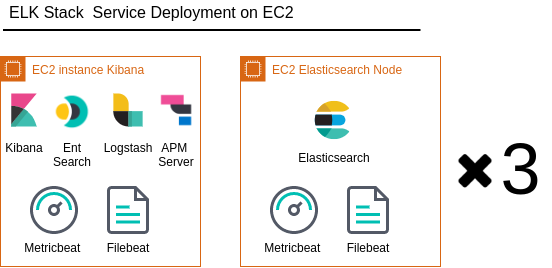 ELK Stack  Service Deployment on EC2
EC2 instance Kibana
Kibana
Ent
Search
Logstash
APM
Server
Metricbeat
Filebeat
EC2 Elasticsearch Node
Elasticsearch
Metricbeat
Filebeat
✖ 3